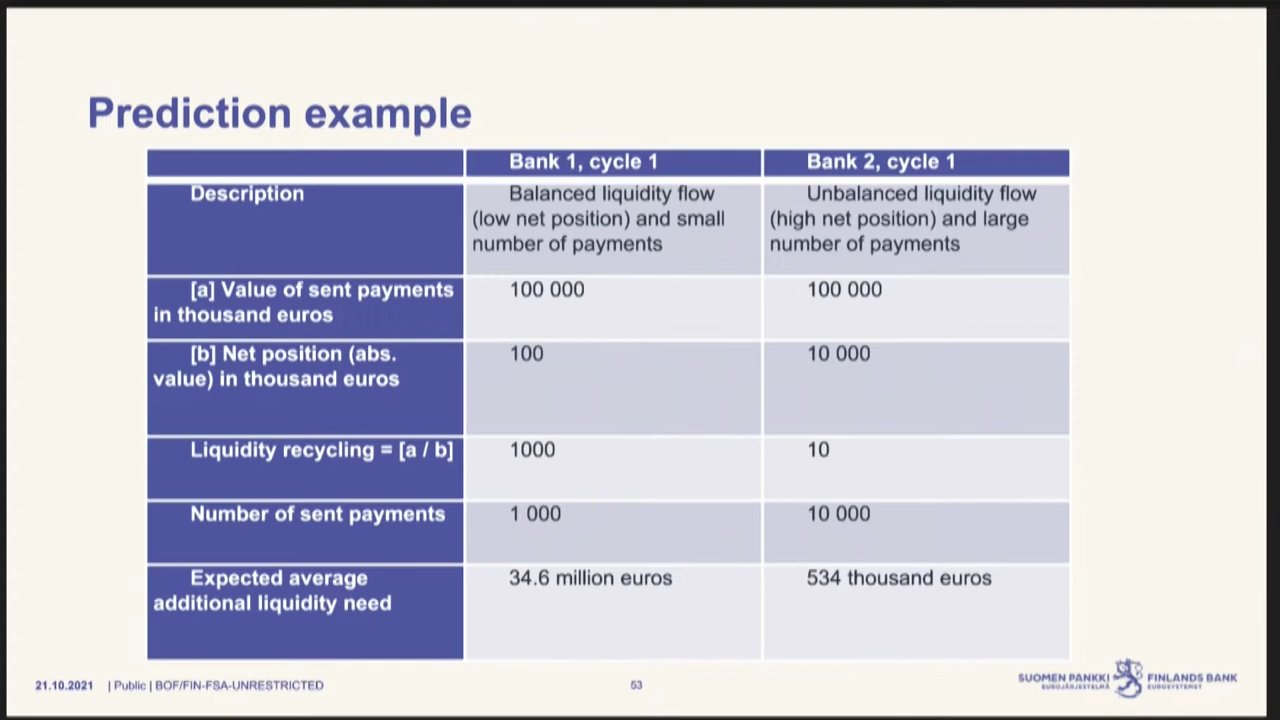 Prediction example
Bank 1, cycle 1
Bank 2, cycle 1
Description
Balanced liquidity flow
(low net position) and small
number of payments
Unbalanced liquidity flow
(high net position) and large
number of payments
[a] Value of sent payments
in thousand euros
100 000
100 000
[b] Net position (abs.
value) in thousand euros
100
10 000
Liquidity recycling = [a / b]
1000
10
Number of sent payments
1 000
10 000
Expected average
additional liquidity need
34.6 million euros
534 thousand euros
21.10.2021 | Public | BOF/FIN-FSA-UNRESTRICTED
53
SUOMEN PANKKI
EUROJÄRJESTELMÄ
FINLANDS BANK
EUROSYSTEMET